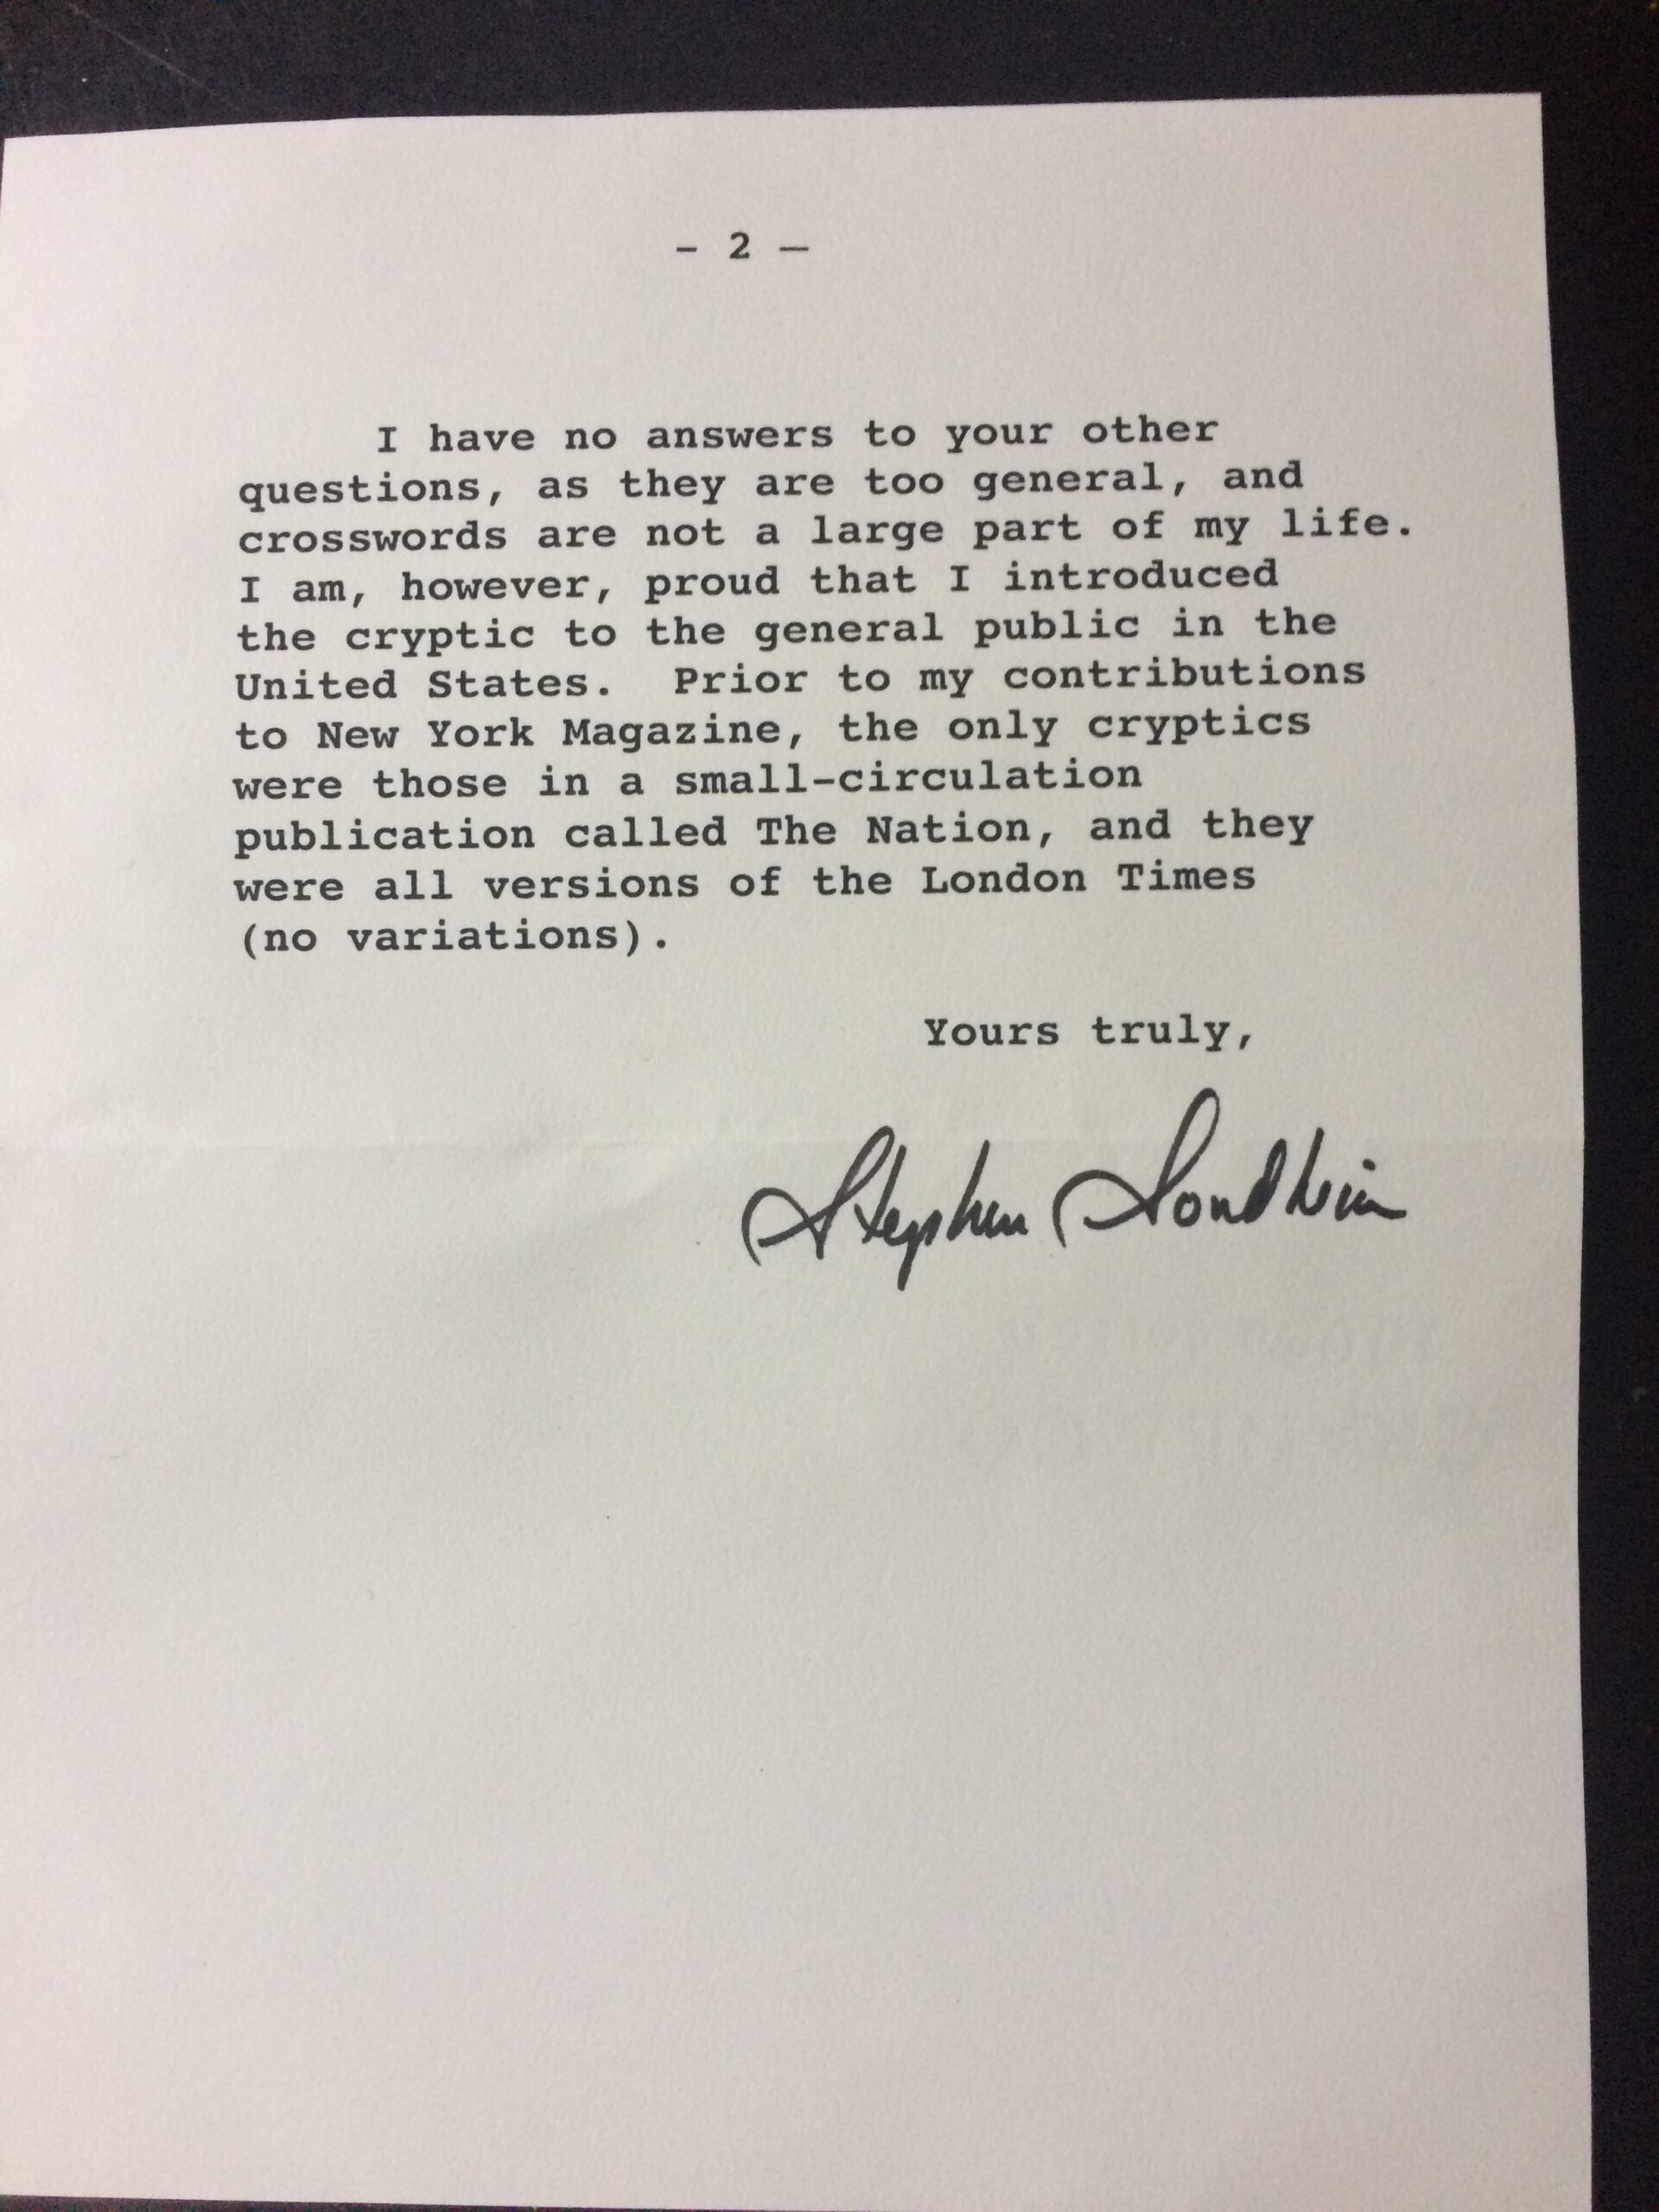 - 2 -
I have no answers to your other
questions, as they are too general, and
crosswords are not a large part of my life.
I am, however, proud that I introduced
the cryptic to the general public in the
United States.  Prior to my contributions
to New York Magazine, the only cryptics
were those in a small-circulation
publication called The Nation, and they
were all versions of the London Times
(no variations).
Yours truly,
Stephen Sondheim